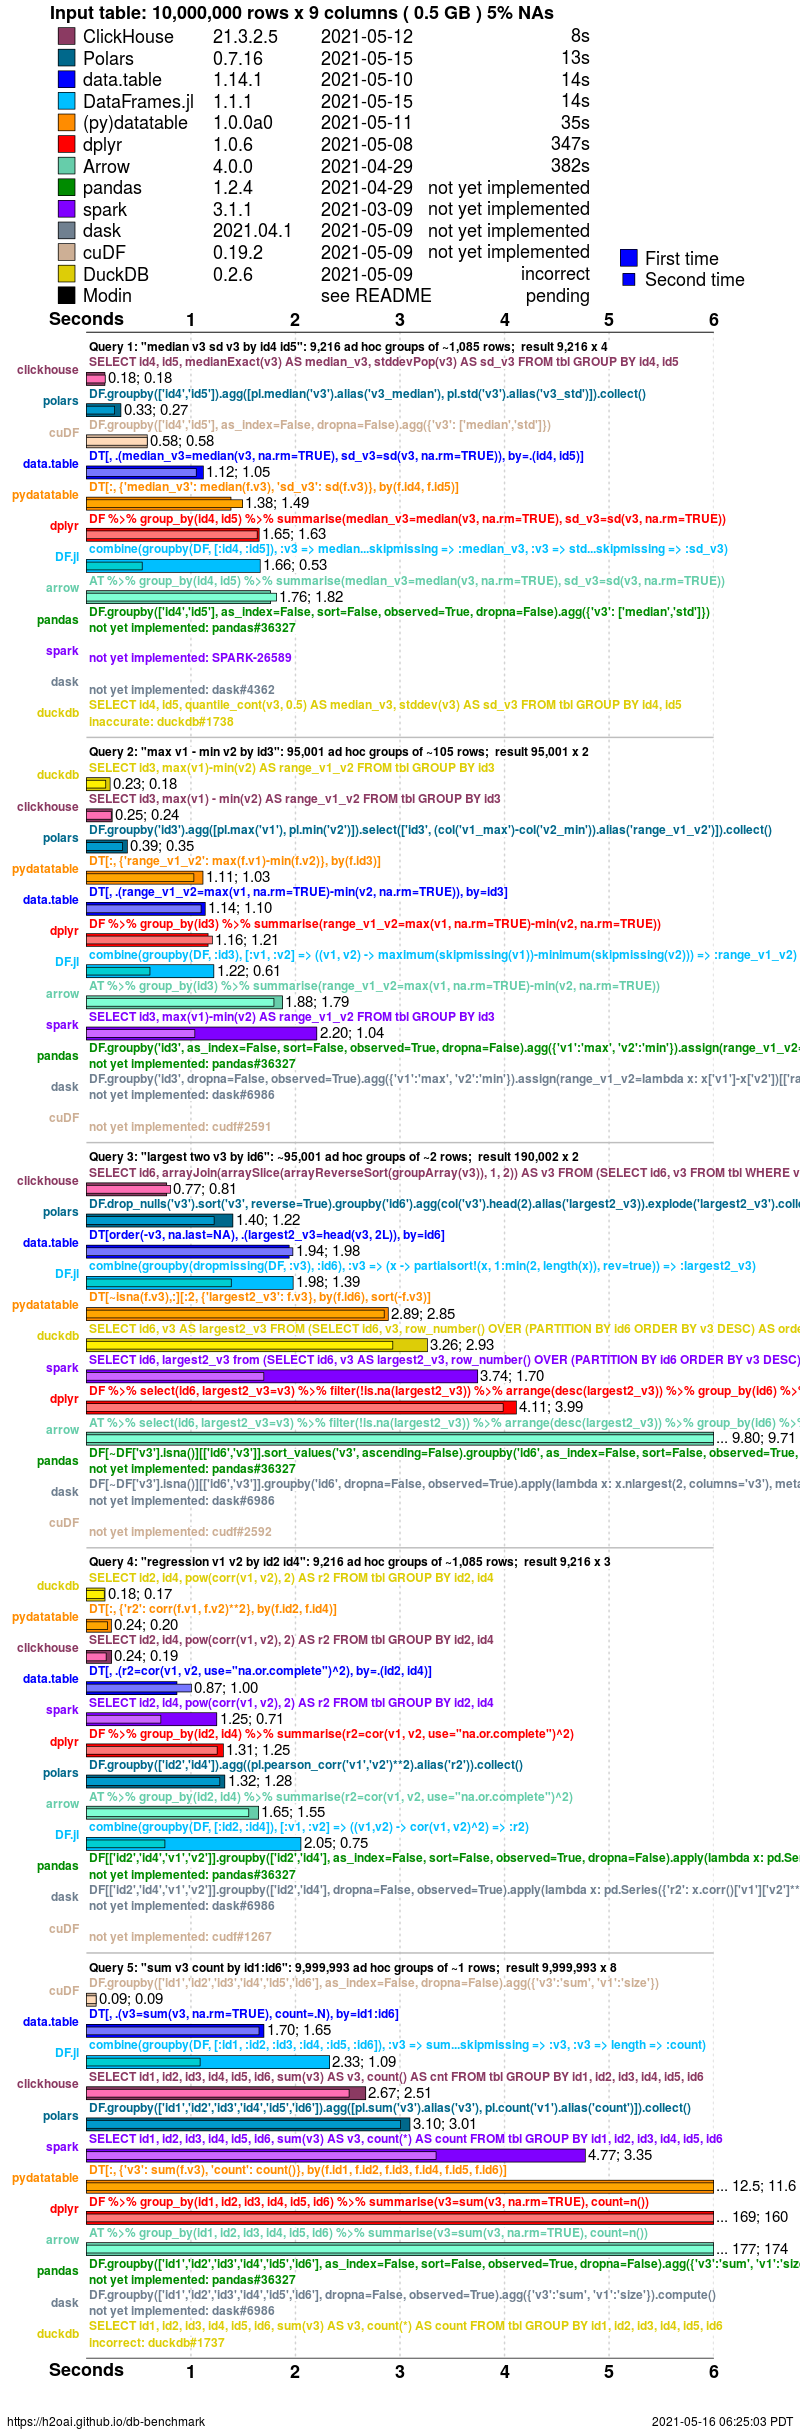 Input table: 10,000,000 rows x 9 columns ( 0.5 GB ) 5% NAs
ClickHouse 21.3.2.5 2021-05-12 8s
Polars 0.7.16 2021-05-15 13s
data.table 1.14.1 2021-05-10 14s
DataFrames.jl 1.1.1 2021-05-15 14s
(py)datatable 1.0.0a0 2021-05-11 35s
dplyr 1.0.6 2021-05-08 347s
Arrow 4.0.0 2021-04-29 382s
pandas 1.2.4 2021-04-29 not yet implemented
spark 3.1.1 2021-03-09 not yet implemented
dask 2021.04.1 2021-05-09 not yet implemented
cuDF 0.19.2 2021-05-09 not yet implemented
DuckDB 0.2.6 2021-05-09 incorrect
Modin see README pending
First time
Second time
Seconds 1 2 3 4 5 6
Query 1: "median v3 sd v3 by id4 id5": 9,216 ad hoc groups of ~1,085 rows; result 9,216 x 4
SELECT id4, id5, medianExact(v3) AS median_v3, stddevPop(v3) AS sd_v3 FROM tbl GROUP BY id4, id5
clickhouse 0.18; 0.18
DF.groupby(['id4','id5']).agg([pl.median('v3').alias('v3_median'), pl.std('v3').alias('v3_std')]).collect()
polars 0.33; 0.27
DF.groupby(['id4','id5'], as_index=False, dropna=False).agg({'v3': ['median','std']})
cuDF 0.58; 0.58
DT[, .(median_v3=median(v3, na.rm=TRUE), sd_v3=sd(v3, na.rm=TRUE)), by=.(id4, id5)]
data.table 1.12; 1.05
DT[:, {'median_v3': median(f.v3), 'sd_v3': sd(f.v3)}, by(f.id4, f.id5)]
pydatatable 1.38; 1.49
DF %>% group_by(id4, id5) %>% summarise(median_v3=median(v3, na.rm=TRUE), sd_v3=sd(v3, na.rm=TRUE))
dplyr 1.65; 1.63
combine(groupby(DF, [:id4, :id5]), :v3 => median...skipmissing => :median_v3, :v3 => std...skipmissing => :sd_v3)
DF.jl 1.66; 0.53
AT %>% group_by(id4, id5) %>% summarise(median_v3=median(v3, na.rm=TRUE), sd_v3=sd(v3, na.rm=TRUE))
arrow 1.76; 1.82
DF.groupby(['id4','id5'], as_index=False, sort=False, observed=True, dropna=False).agg({'v3': ['median','std']})
pandas not yet implemented: pandas#36327
spark not yet implemented: SPARK-26589
dask not yet implemented: dask#4362
SELECT id4, id5, quantile_cont(v3, 0.5) AS median_v3, stddev(v3) AS sd_v3 FROM tbl GROUP BY id4, id5
duckdb inaccurate: duckdb#1738
Query 2: "max v1 - min v2 by id3": 95,001 ad hoc groups of ~105 rows; result 95,001 x 2
SELECT id3, max(v1)-min(v2) AS range_v1_v2 FROM tbl GROUP BY id3
duckdb 0.23; 0.18
SELECT id3, max(v1) - min(v2) AS range_v1_v2 FROM tbl GROUP BY id3
clickhouse 0.25; 0.24
DF.groupby('id3').agg([pl.max('v1'), pl.min('v2')]).select(['id3', (col('v1_max')-col('v2_min')).alias('range_v1_v2')]).collect()
polars 0.39; 0.35
DT[:, {'range_v1_v2': max(f.v1)-min(f.v2)}, by(f.id3)]
pydatatable 1.11; 1.03
DT[, .(range_v1_v2=max(v1, na.rm=TRUE)-min(v2, na.rm=TRUE)), by=id3]
data.table 1.14; 1.10
DF %>% group_by(id3) %>% summarise(range_v1_v2=max(v1, na.rm=TRUE)-min(v2, na.rm=TRUE))
dplyr 1.16; 1.21
combine(groupby(DF, :id3), [:v1, :v2] => ((v1, v2) -> maximum(skipmissing(v1))-minimum(skipmissing(v2))) => :range_v1_v2)
DF.jl 1.22; 0.61
AT %>% group_by(id3) %>% summarise(range_v1_v2=max(v1, na.rm=TRUE)-min(v2, na.rm=TRUE))
arrow 1.88; 1.79
SELECT id3, max(v1)-min(v2) AS range_v1_v2 FROM tbl GROUP BY id3
spark 2.20; 1.04
DF.groupby('id3', as_index=False, sort=False, observed=True, dropna=False).agg({'v1':'max', 'v2':'min'}).assign(range_v1_v2=
pandas not yet implemented: pandas#36327
DF.groupby('id3', dropna=False, observed=True).agg({'v1':'max', 'v2':'min'}).assign(range_v1_v2=lambda x: x['v1']-x['v2'])[['ra
dask not yet implemented: dask#6986
cuDF not yet implemented: cudf#2591
Query 3: "largest two v3 by id6": ~95,001 ad hoc groups of ~2 rows; result 190,002 x 2
SELECT id6, arrayJoin(arraySlice(arrayReverseSort(groupArray(v3)), 1, 2)) AS v3 FROM (SELECT id6, v3 FROM tbl WHERE v
clickhouse 0.77; 0.81
DF.drop_nulls('v3').sort('v3', reverse=True).groupby('id6').agg(col('v3').head(2).alias('largest2_v3')).explode('largest2_v3').colle
polars 1.40; 1.22
DT[order(-v3, na.last=NA), .(largest2_v3=head(v3, 2L)), by=id6]
data.table 1.94; 1.98
combine(groupby(dropmissing(DF, :v3), :id6), :v3 => (x -> partialsort!(x, 1:min(2, length(x)), rev=true)) => :largest2_v3)
DF.jl 1.98; 1.39
DT[~isna(f.v3),:][:2, {'largest2_v3': f.v3}, by(f.id6), sort(-f.v3)]
pydatatable 2.89; 2.85
SELECT id6, v3 AS largest2_v3 FROM (SELECT id6, v3, row_number() OVER (PARTITION BY id6 ORDER BY v3 DESC) AS orde
duckdb 3.26; 2.93
SELECT id6, largest2_v3 from (SELECT id6, v3 AS largest2_v3, row_number() OVER (PARTITION BY id6 ORDER BY v3 DESC)
spark 3.74; 1.70
DF %>% select(id6, largest2_v3=v3) %>% filter(!is.na(largest2_v3)) %>% arrange(desc(largest2_v3)) %>% group_by(id6) %>%
dplyr 4.11; 3.99
AT %>% select(id6, largest2_v3=v3) %>% filter(!is.na(largest2_v3)) %>% arrange(desc(largest2_v3)) %>% group_by(id6) %>%
arrow ... 9.80; 9.71
DF[~DF['v3'].isna()][['id6','v3']].sort_values('v3', ascending=False).groupby('id6', as_index=False, sort=False, observed=True,
pandas not yet implemented: pandas#36327
DF[~DF['v3'].isna()][['id6','v3']].groupby('id6', dropna=False, observed=True).apply(lambda x: x.nlargest(2, columns='v3'), meta
dask not yet implemented: dask#6986
cuDF not yet implemented: cudf#2592
Query 4: "regression v1 v2 by id2 id4": 9,216 ad hoc groups of ~1,085 rows; result 9,216 x 3
SELECT id2, id4, pow(corr(v1, v2), 2) AS r2 FROM tbl GROUP BY id2, id4
duckdb 0.18; 0.17
DT[:, {'r2': corr(f.v1, f.v2)**2}, by(f.id2, f.id4)]
pydatatable 0.24; 0.20
SELECT id2, id4, pow(corr(v1, v2), 2) AS r2 FROM tbl GROUP BY id2, id4
clickhouse 0.24; 0.19
DT[, .(r2=cor(v1, v2, use="na.or.complete")^2), by=.(id2, id4)]
data.table 0.87; 1.00
SELECT id2, id4, pow(corr(v1, v2), 2) AS r2 FROM tbl GROUP BY id2, id4
spark 1.25; 0.71
DF %>% group_by(id2, id4) %>% summarise(r2=cor(v1, v2, use="na.or.complete")^2)
dplyr 1.31; 1.25
DF.groupby(['id2','id4']).agg((pl.pearson_corr('v1','v2')**2).alias('r2')).collect()
polars 1.32; 1.28
AT %>% group_by(id2, id4) %>% summarise(r2=cor(v1, v2, use="na.or.complete")^2)
arrow 1.65; 1.55
combine(groupby(DF, [:id2, :id4]), [:v1, :v2] => ((v1,v2) -> cor(v1, v2)^2) => :r2)
DF.jl 2.05; 0.75
DF[['id2','id4','v1','v2']].groupby(['id2','id4'], as_index=False, sort=False, observed=True, dropna=False).apply(lambda x: pd.Se
pandas not yet implemented: pandas#36327
DF[['id2','id4','v1','v2']].groupby(['id2','id4'], dropna=False, observed=True).apply(lambda x: pd.Series({'r2': x.corr()['v1']['v2']**
dask not yet implemented: dask#6986
cuDF not yet implemented: cudf#1267
Query 5: "sum v3 count by id1:id6": 9,999,993 ad hoc groups of ~1 rows; result 9,999,993 x 8
DF.groupby(['id1','id2','id3','id4','id5','id6'], as_index=False, dropna=False).agg({'v3':'sum', 'v1':'size'})
cuDF 0.09; 0.09
DT[, .(v3=sum(v3, na.rm=TRUE), count=.N), by=id1:id6]
data.table 1.70; 1.65
combine(groupby(DF, [:id1, :id2, :id3, :id4, :id5, :id6]), :v3 => sum...skipmissing => :v3, :v3 => length => :count)
DF.jl 2.33; 1.09
SELECT id1, id2, id3, id4, id5, id6, sum(v3) AS v3, count() AS cnt FROM tbl GROUP BY id1, id2, id3, id4, id5, id6
clickhouse 2.67; 2.51
DF.groupby(['id1','id2','id3','id4','id5','id6']).agg([pl.sum('v3').alias('v3'), pl.count('v1').alias('count')]).collect()
polars 3.10; 3.01
SELECT id1, id2, id3, id4, id5, id6, sum(v3) AS v3, count(*) AS count FROM tbl GROUP BY id1, id2, id3, id4, id5, id6
spark 4.77; 3.35
DT[:, {'v3': sum(f.v3), 'count': count()}, by(f.id1, f.id2, f.id3, f.id4, f.id5, f.id6)]
pydatatable ... 12.5; 11.6
DF %>% group_by(id1, id2, id3, id4, id5, id6) %>% summarise(v3=sum(v3, na.rm=TRUE), count=n())
dplyr ... 169; 160
AT %>% group_by(id1, id2, id3, id4, id5, id6) %>% summarise(v3=sum(v3, na.rm=TRUE), count=n())
arrow ... 177; 174
DF.groupby(['id1','id2','id3','id4','id5','id6'], as_index=False, sort=False, observed=True, dropna=False).agg({'v3':'sum', 'v1':'size
pandas not yet implemented: pandas#36327
DF.groupby(['id1','id2','id3','id4','id5','id6'], dropna=False, observed=True).agg({'v3':'sum', 'v1':'size'}).compute()
dask not yet implemented: dask#6986
SELECT id1, id2, id3, id4, id5, id6, sum(v3) AS v3, count(*) AS count FROM tbl GROUP BY id1, id2, id3, id4, id5, id6
duckdb incorrect: duckdb#1737
Seconds 1 2 3 4 5 6
https://h2oai.github.io/db-benchmark 2021-05-16 06:25:03 PDT